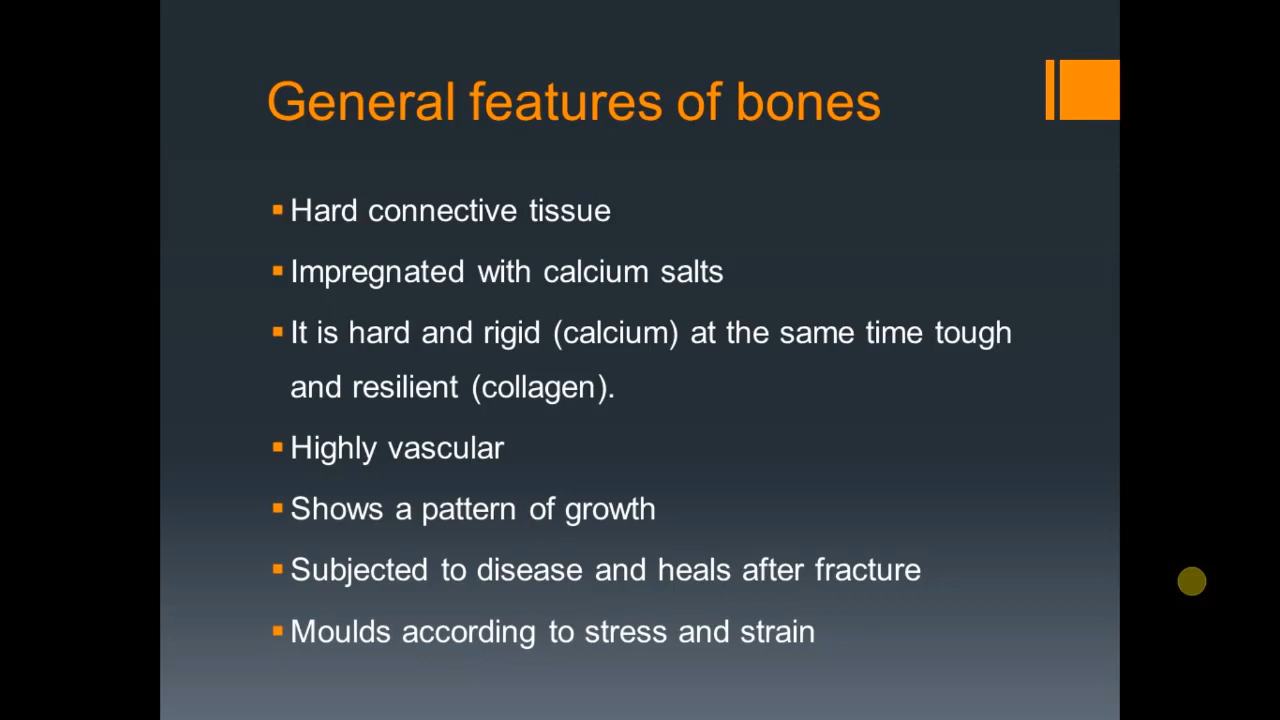 General features of bones
Hard connective tissue
Impregnated with calcium salts
It is hard and rigid (calcium) at the same time tough
and resilient (collagen).
Highly vascular
Shows a pattern of growth
Subjected to disease and heals after fracture
Moulds according to stress and strain